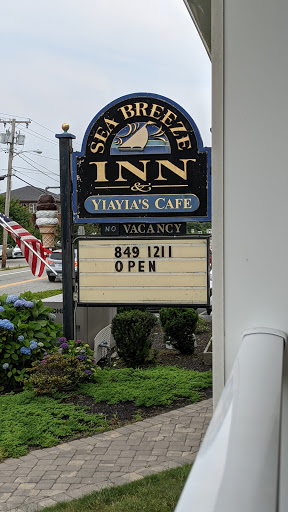 SEA BREEZE
INN
&
YIAYIA'S CAFE
NO VACANCY
849 1211
OPEN